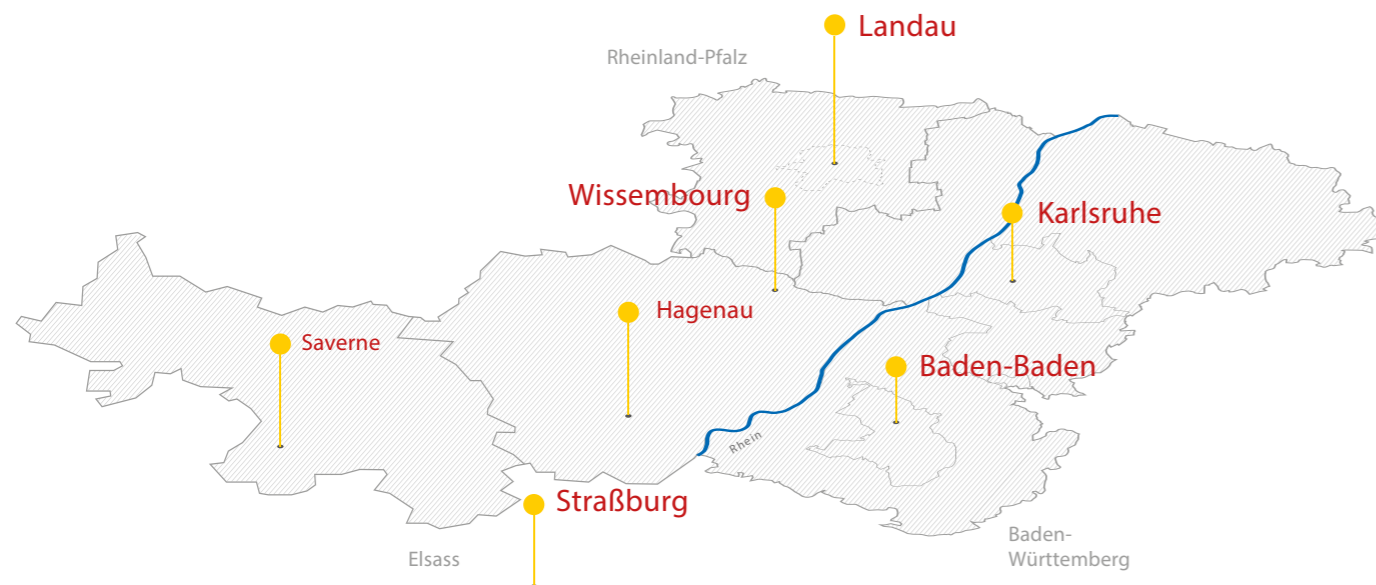 Landau
Rheinland-Pfalz
Wissembourg
Karlsruhe
Hagenau
Saverne
Baden-Baden
Rhein
Straßburg
Elsass
Baden-
Württemberg